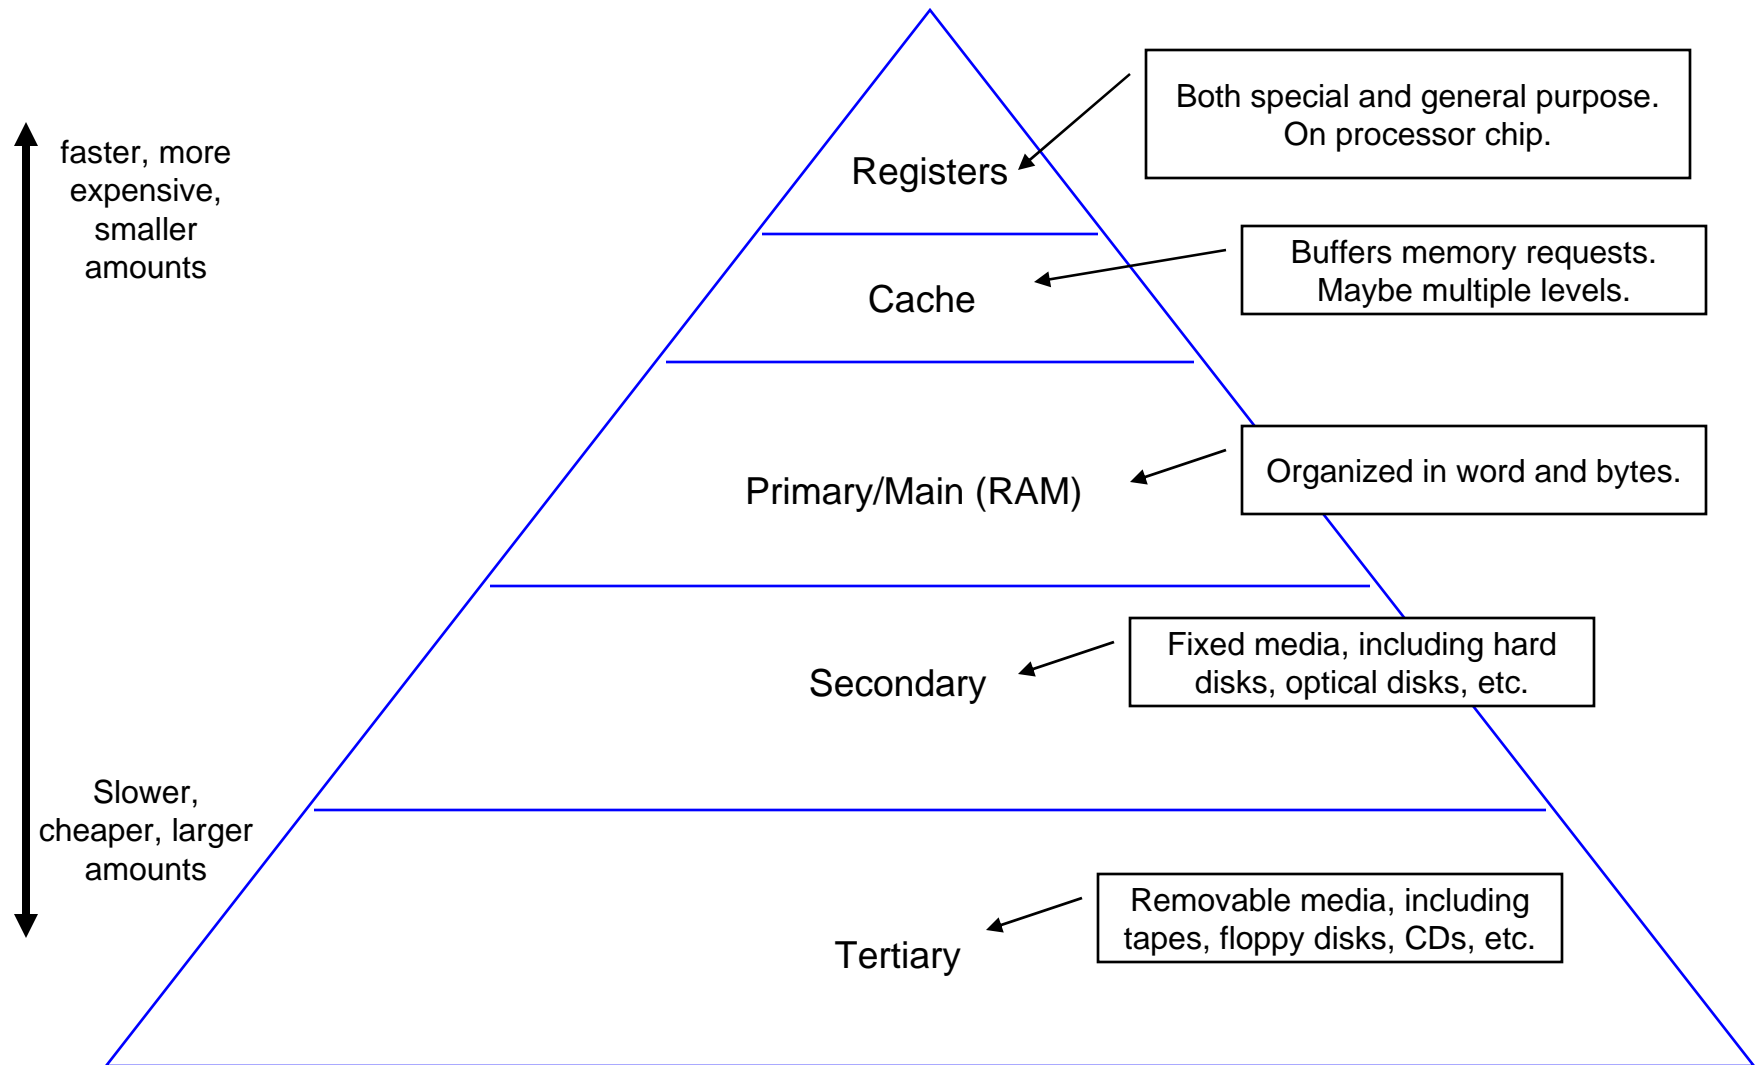 Both special and general purpose.
On processor chip.
faster, more
expensive,
smaller
amounts
Registers
Buffers memory requests.
Maybe multiple levels.
Cache
Organized in word and bytes.
Primary/Main (RAM)
Fixed media, including hard
disks, optical disks, etc.
Secondary
Slower,
cheaper, larger
amounts
Removable media, including
tapes, floppy disks, CDs, etc.
Tertiary